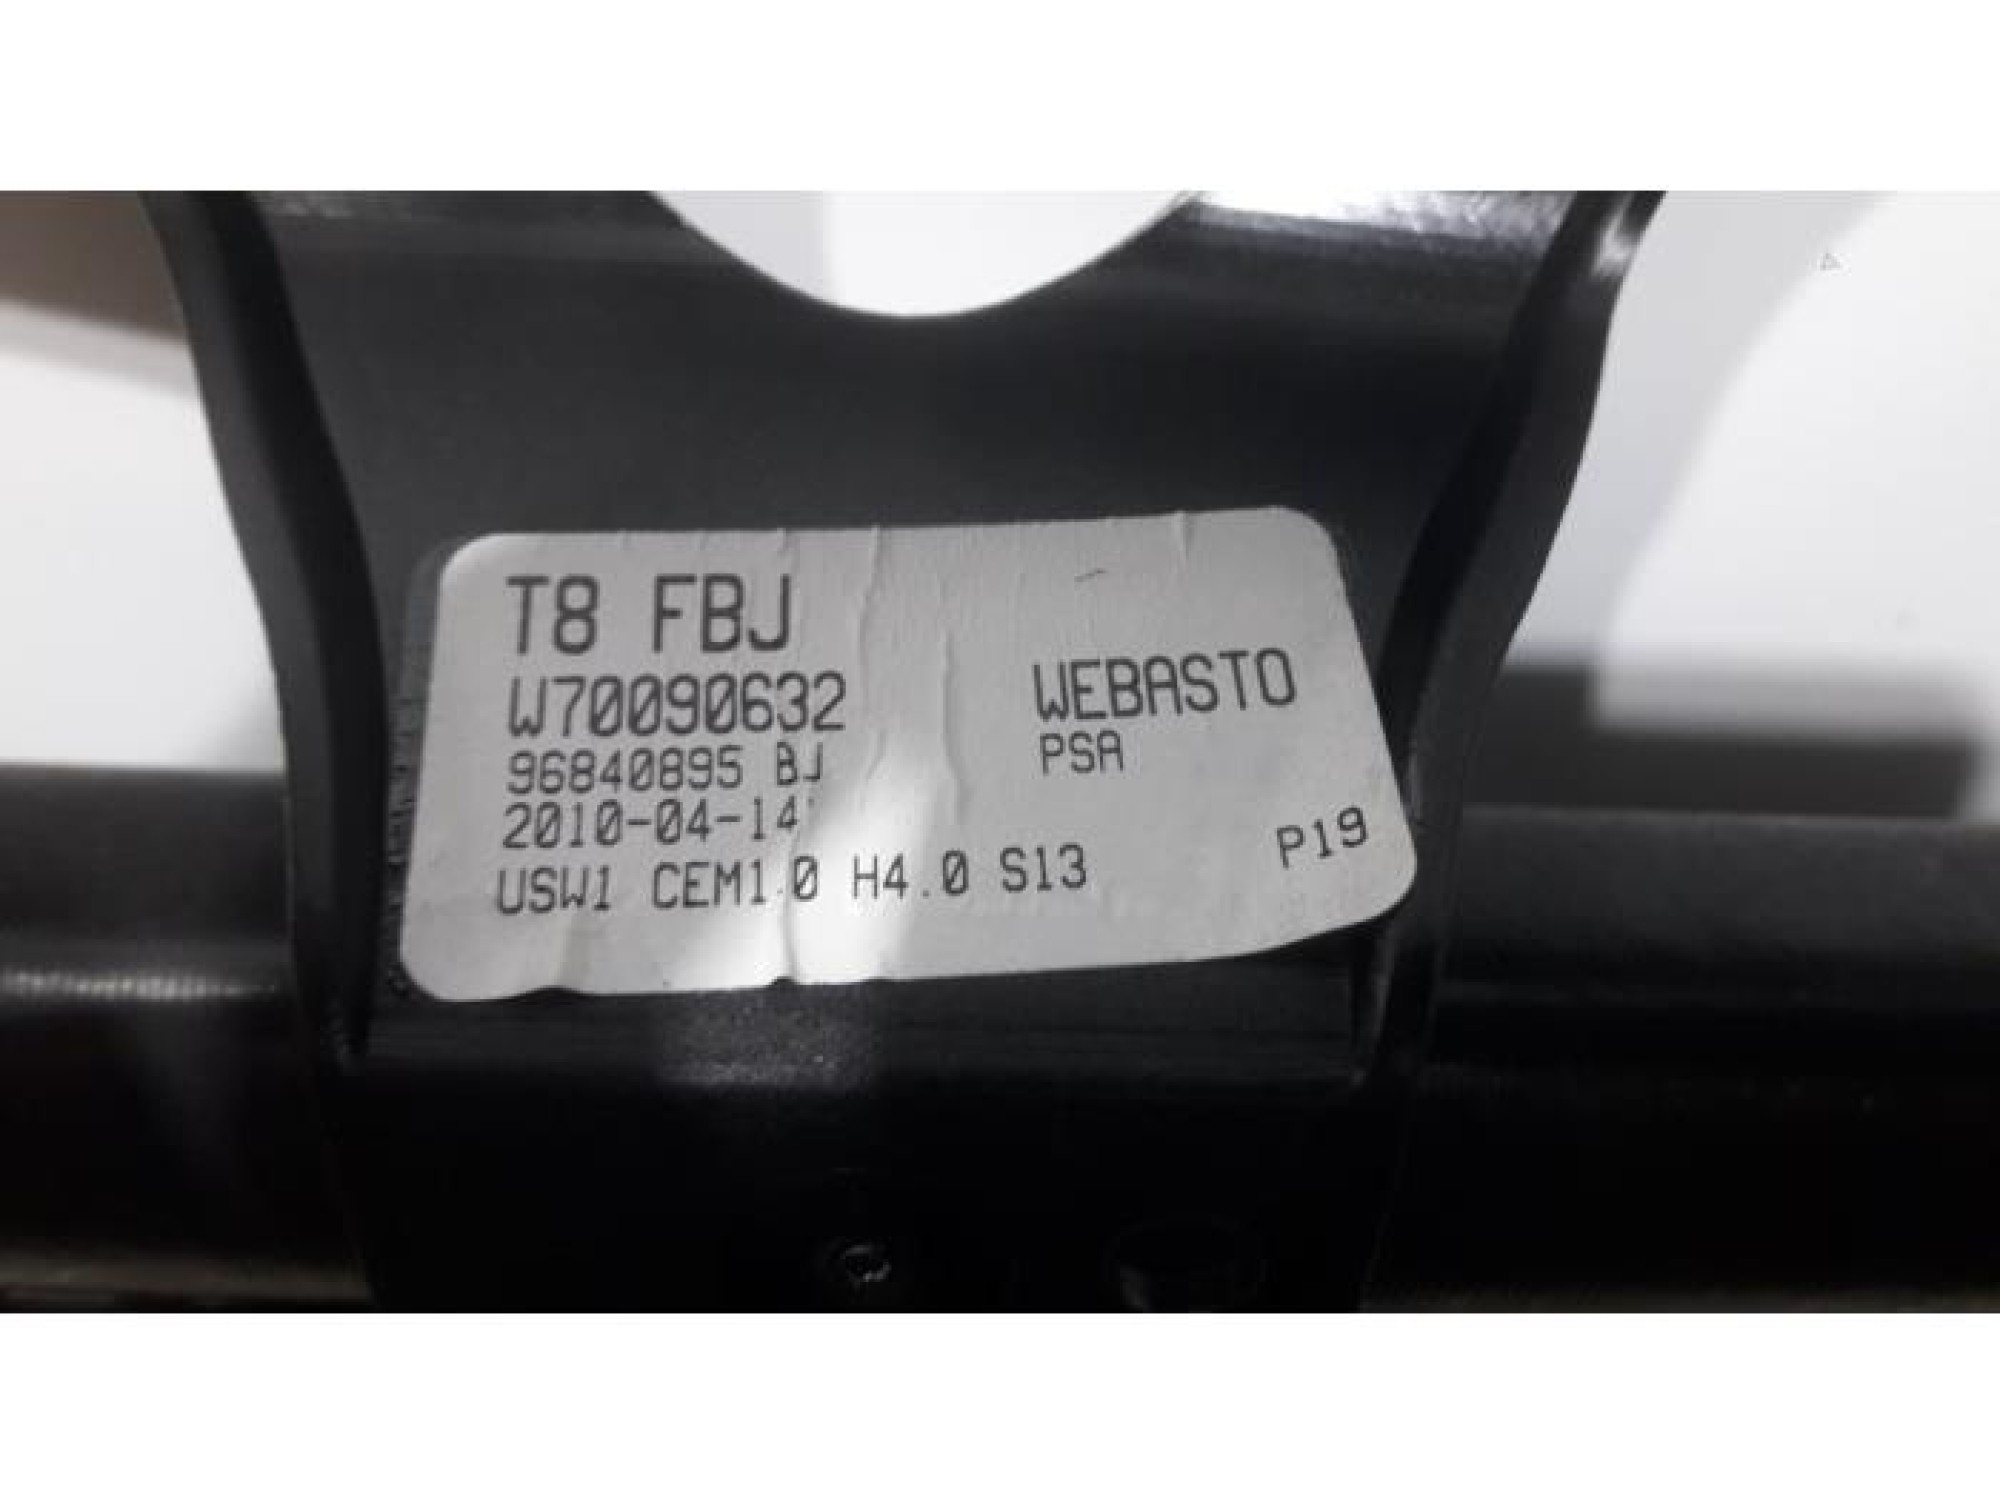 T8 FBJ
W70090632
WEBASTO
96840895 BJ
PSA
2010-04-14
P19
USW1 CEM1.0 H4.0 S13